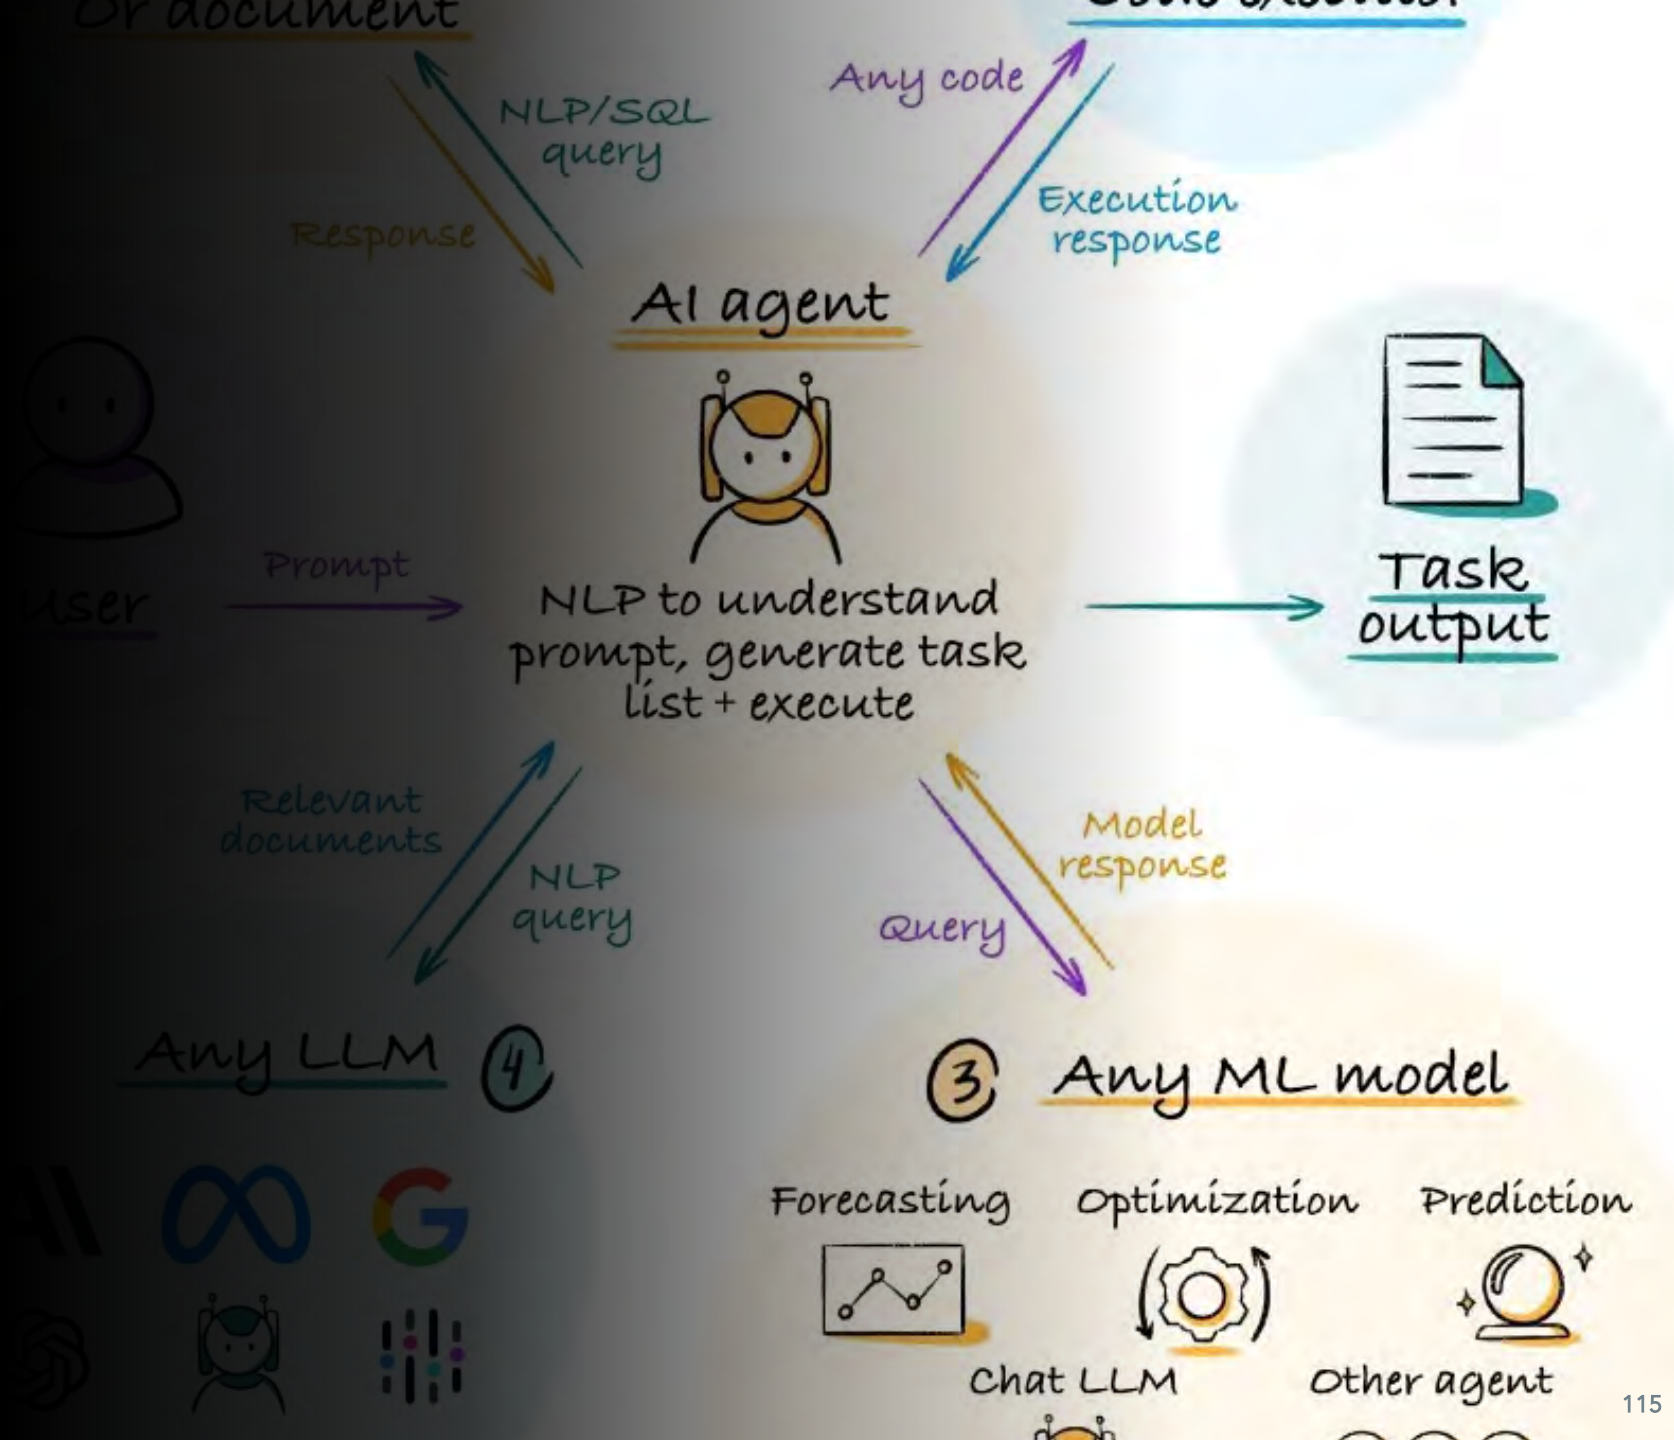 Or document
Any code
NLP/SQL
query
Execution
response
Response
AI agent
Prompt
User
NLP to understand
prompt, generate task
list + execute
Task
output
Relevant
documents
NLP
query
Model
response
Query
Any LLM 4
3 Any ML model
Forecasting Optimization Prediction
Chat LLM Other agent
115